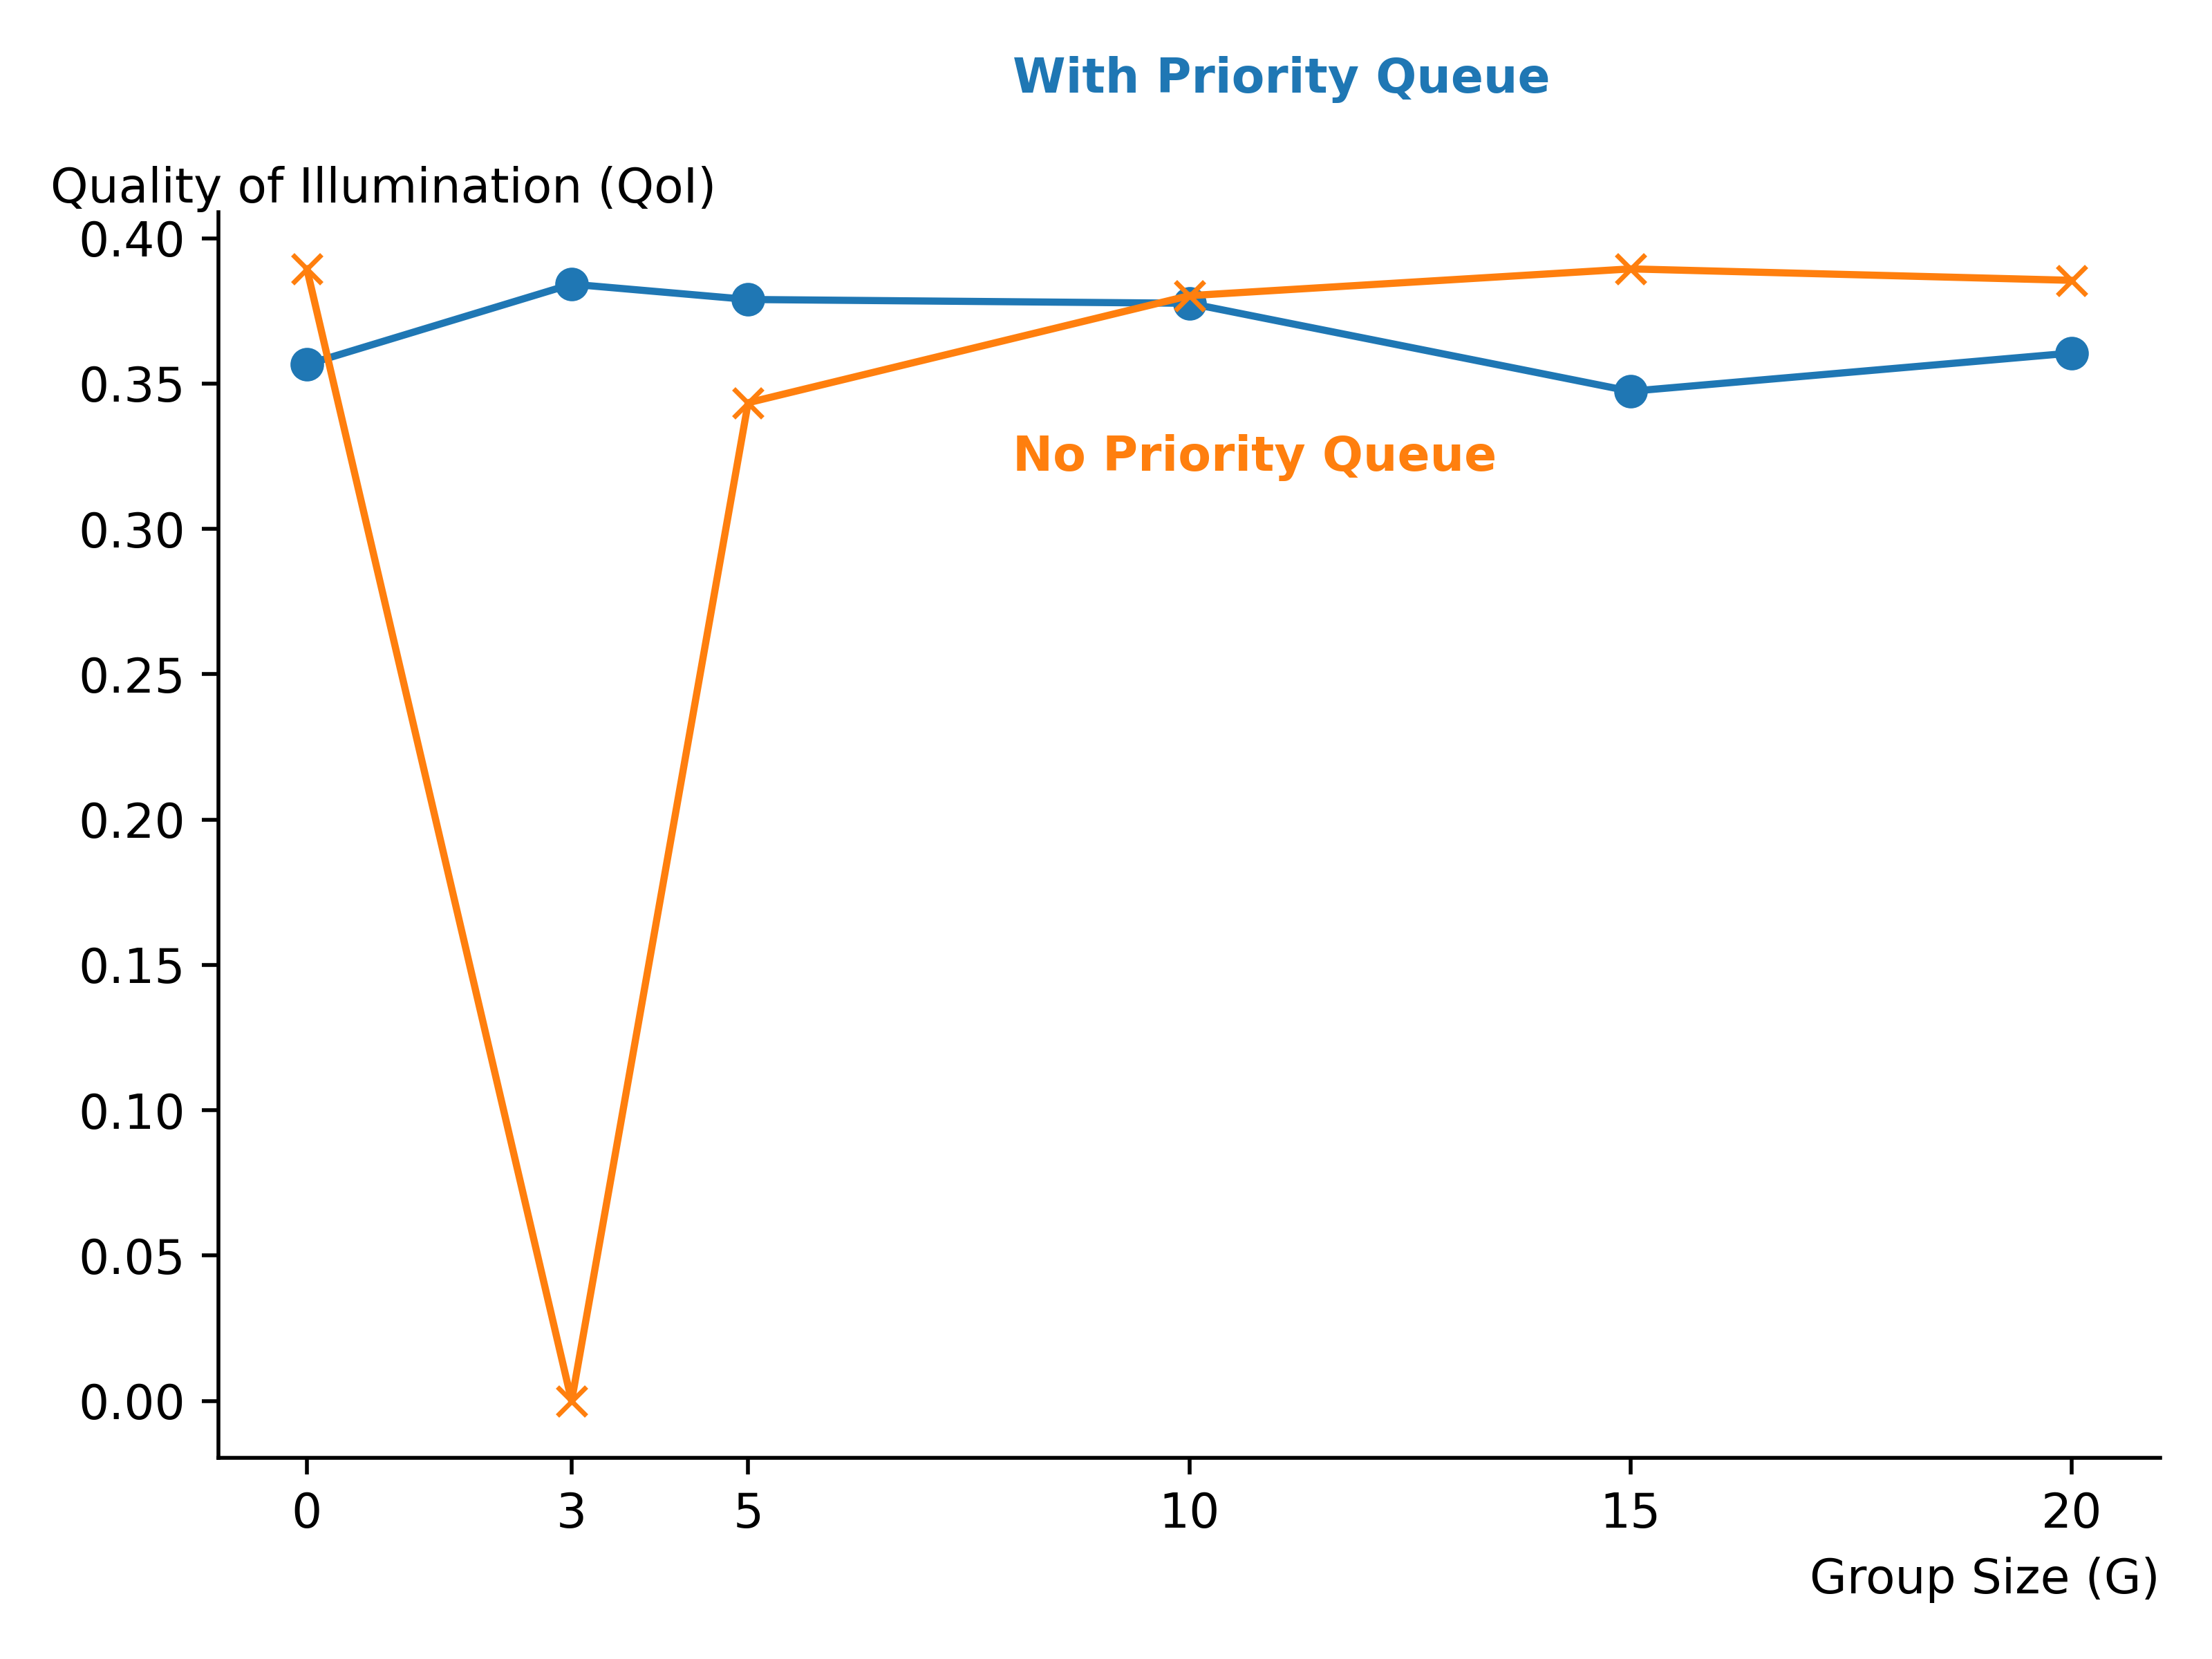 With Priority Queue
Quality of Illumination (QoI)
0.40
0.35
No Priority Queue
0.30
0.25
0.20
0.15
0.10
0.05
0.00
0 3 5 10 15 20
Group Size (G)